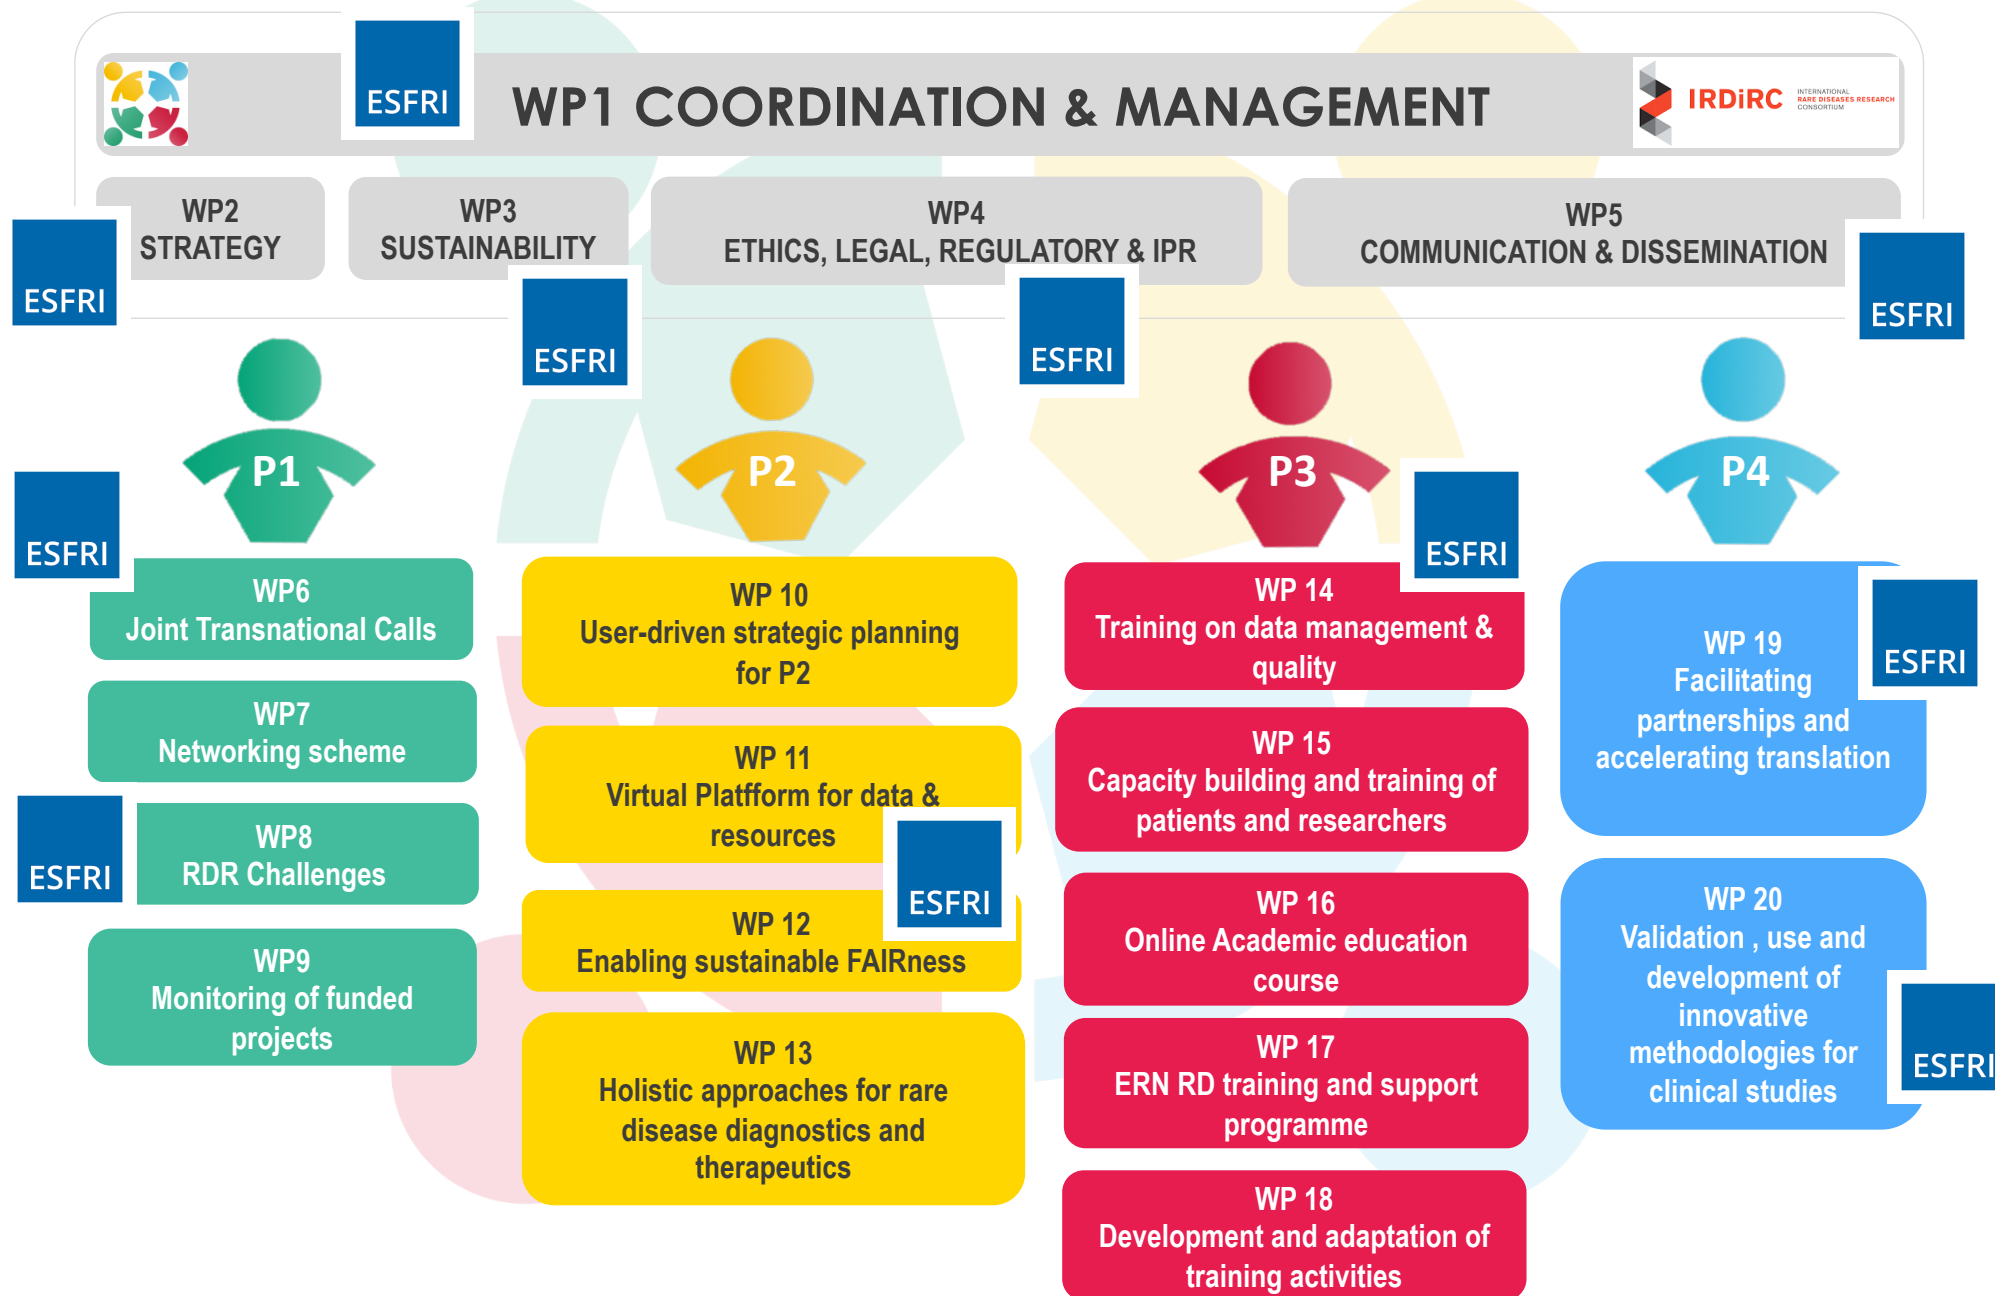 ESFRI
WP1 COORDINATION & MANAGEMENT
IRDiRC
INTERNATIONAL
RARE DISEASES RESEARCH
CONSORTIUM
WP2
STRATEGY
ESFRI
WP3
SUSTAINABILITY
ESFRI
WP4
ETHICS, LEGAL, REGULATORY & IPR
ESFRI
WP5
COMMUNICATION & DISSEMINATION
ESFRI
P1
ESFRI
WP6
Joint Transnational Calls
WP7
Networking scheme
ESFRI
WP8
RDR Challenges
WP9
Monitoring of funded
projects
P2
WP 10
User-driven strategic planning
for P2
WP 11
Virtual Platfform for data &
resources
ESFRI
WP 12
Enabling sustainable FAIRness
WP 13
Holistic approaches for rare
disease diagnostics and
therapeutics
P3
ESFRI
WP 14
Training on data management &
quality
WP 15
Capacity building and training of
patients and researchers
WP 16
Online Academic education
course
WP 17
ERN RD training and support
programme
WP 18
Development and adaptation of
training activities
P4
ESFRI
WP 19
Facilitating
partnerships and
accelerating translation
WP 20
Validation , use and
development of
innovative
methodologies for
clinical studies
ESFRI